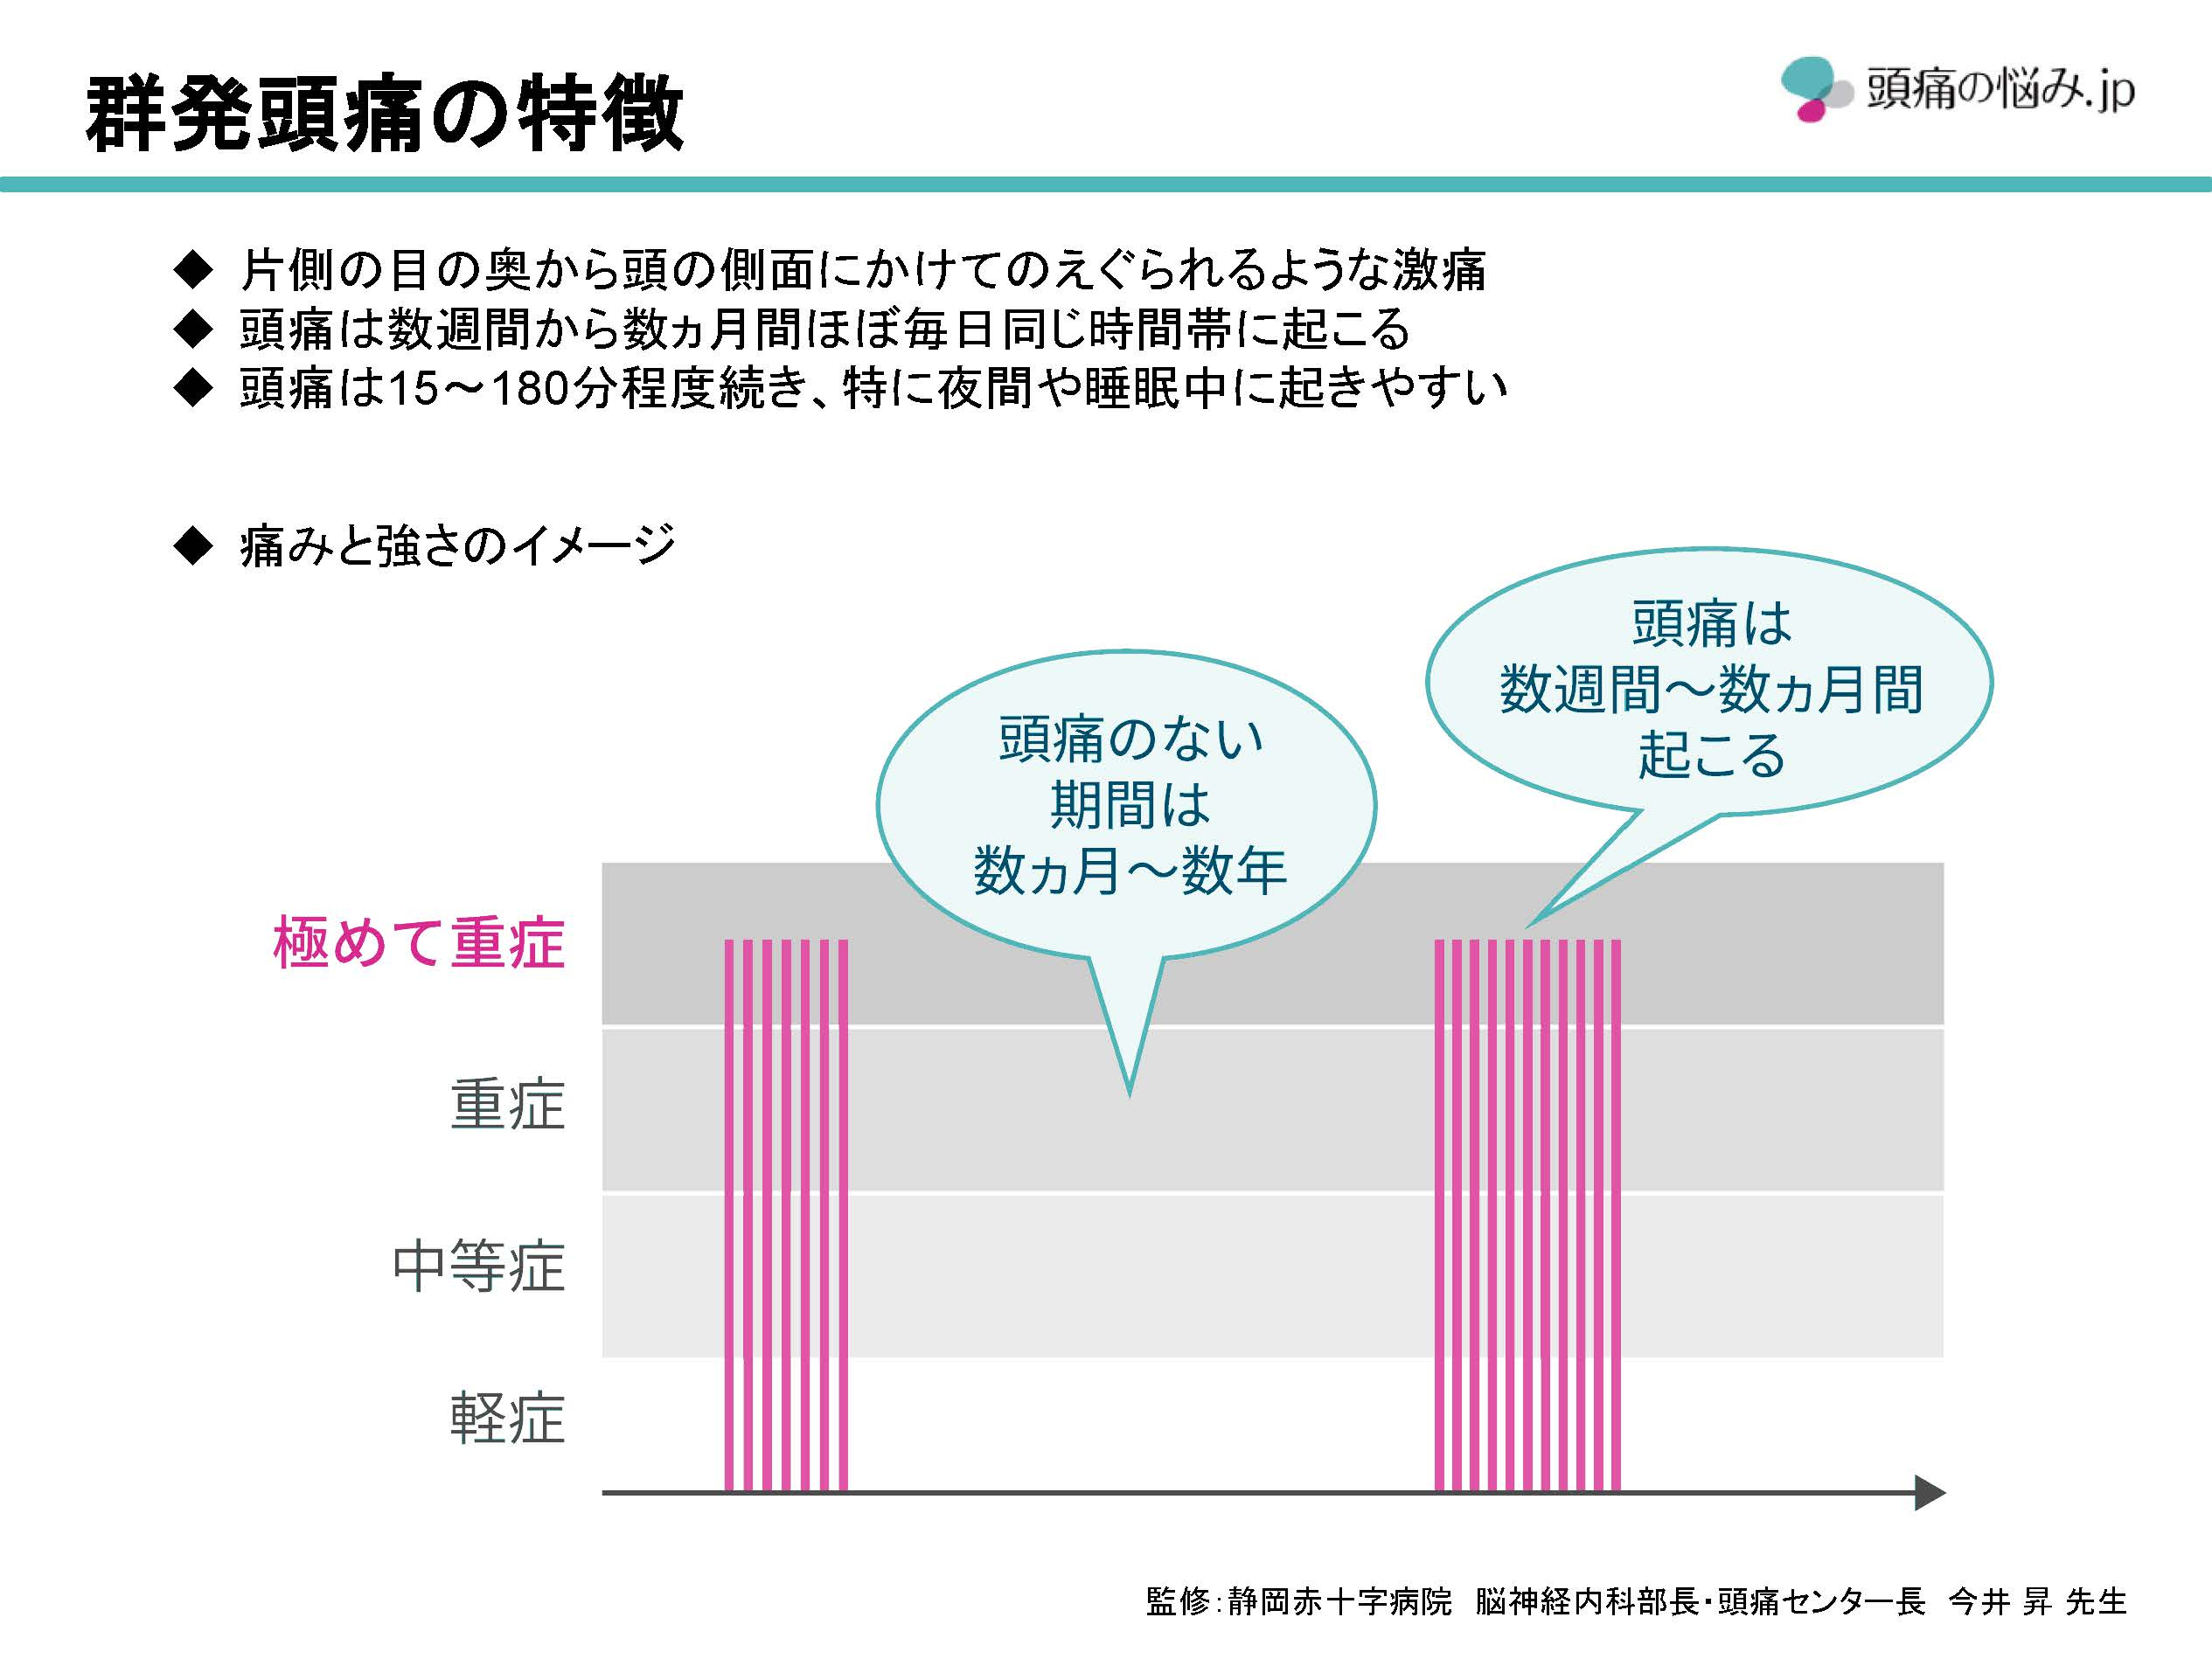 群発頭痛の特徴
頭痛の悩み.jp
◆ 片側の目の奥から頭の側面にかけてのえぐられるような激痛
◆ 頭痛は数週間から数ヵ月間ほぼ毎日同じ時間帯に起こる
◆ 頭痛は15～180分程度続き、特に夜間や睡眠中に起きやすい
◆ 痛みと強さのイメージ
頭痛は
数週間～数ヵ月間
起こる
頭痛のない
期間は
数ヵ月～数年
極めて重症
重症
中等症
軽症
監修：静岡赤十字病院　脳神経内科部長・頭痛センター長　今井 昇 先生